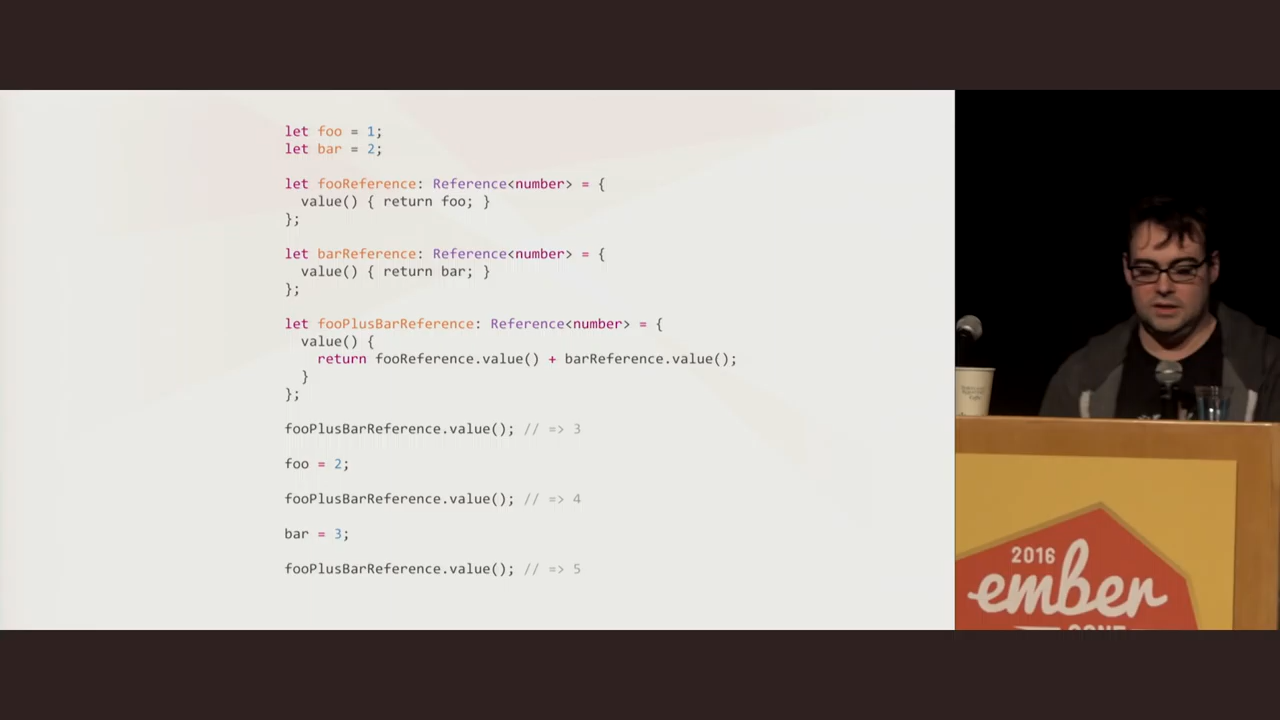 let foo = 1;
let bar = 2;
let fooReference: Reference<number> = {
  value() { return foo; }
};
let barReference: Reference<number> = {
  value() { return bar; }
};
let fooPlusBarReference: Reference<number> = {
  value() {
    return fooReference.value() + barReference.value();
  }
};
fooPlusBarReference.value(); // => 3
foo = 2;
fooPlusBarReference.value(); // => 4
bar = 3;
fooPlusBarReference.value(); // => 5
2016
ember
CONF